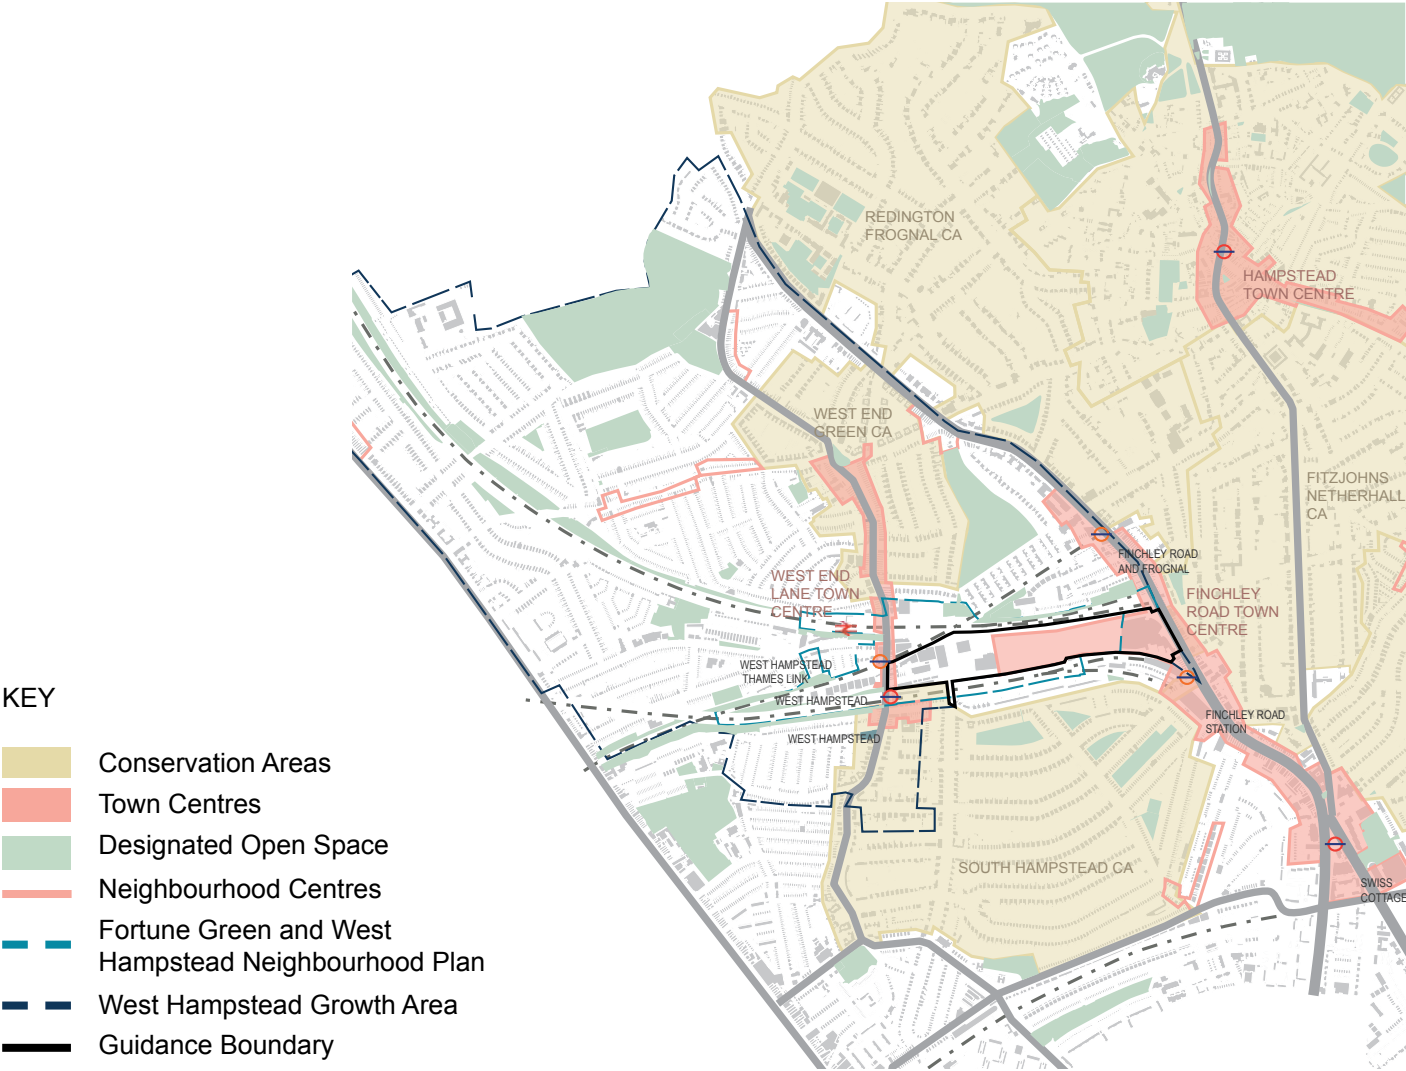 REDINGTON
FROGNAL CA
HAMPSTEAD
TOWN CENTRE
WEST END
GREEN CA
FITZJOHNS
NETHERHALL
CA
FINCHLEY ROAD
AND FROGNAL
WEST END
LANE TOWN
CENTRE
FINCHLEY
ROAD TOWN
CENTRE
WEST HAMPSTEAD
THAMES LINK
WEST HAMPSTEAD
WEST HAMPSTEAD
FINCHLEY ROAD
STATION
SOUTH HAMPSTEAD CA
SWISS
COTTAGE
KEY
Conservation Areas
Town Centres
Designated Open Space
Neighbourhood Centres
Fortune Green and West
Hampstead Neighbourhood Plan
West Hampstead Growth Area
Guidance Boundary